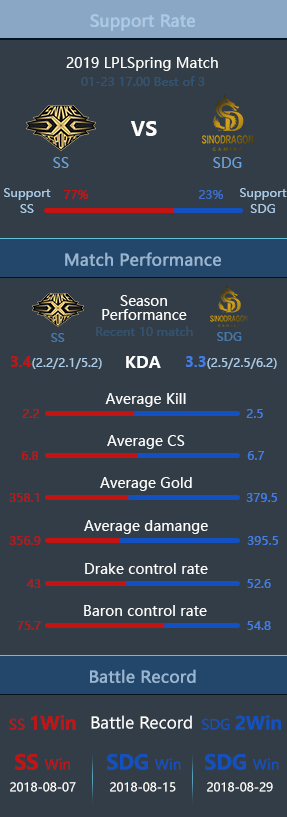 Support Rate
2019 LPLSpring Match
01-23 17.00 Best of 3
VS
SINODRAGON
GAMING
SS
SDG
Support SS
77%
23%
Support SDG
Match Performance
Season
Performance
Recent 10 match
SINODRAGON
SS
SDG
3.4(2.2/2.1/5.2)
KDA
3.3(2.5/2.5/6.2)
Average Kill
2.2
2.5
Average CS
6.8
6.7
Average Gold
358.1
379.5
Average damange
356.9
395.5
Drake control rate
43
52.6
Baron control rate
75.7
54.8
Battle Record
SS 1Win
Battle Record
SDG 2Win
SS Win
SDG Win
SDG Win
2018-08-07
2018-08-15
2018-08-29